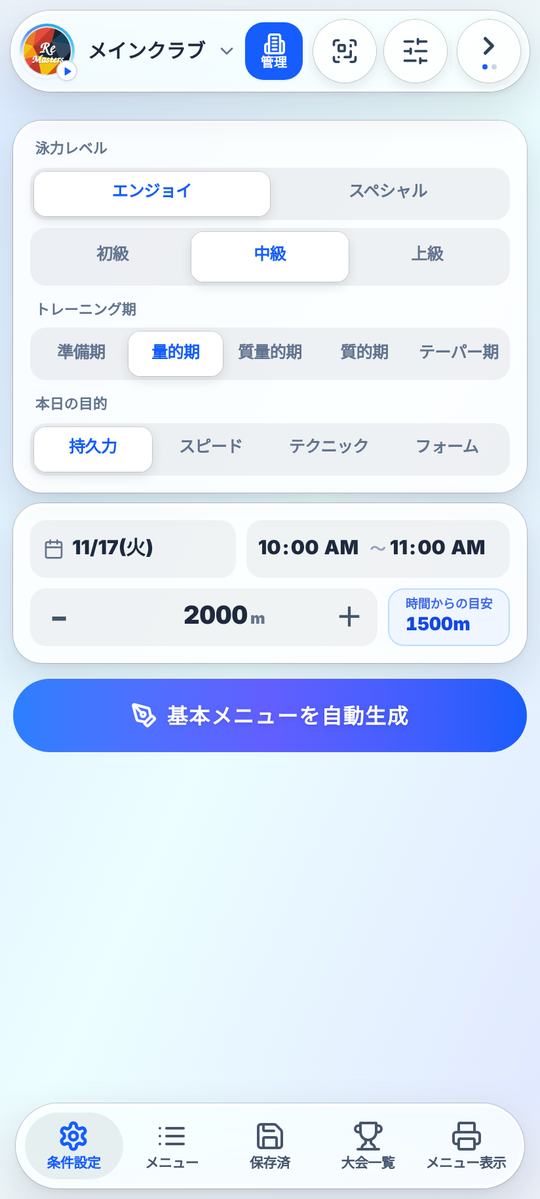 Re
Masters
メインクラブ
管理
泳力レベル
エンジョイ スペシャル
初級 中級 上級
トレーニング期
準備期 量的期 質量的期 質的期 テーパー期
本日の目的
持久力 スピード テクニック フォーム
11/17(火) 10:00 AM ～11:00 AM
− 2000m + 時間からの目安
1500m
基本メニューを自動生成
条件設定 メニュー 保存済 大会一覧 メニュー表示